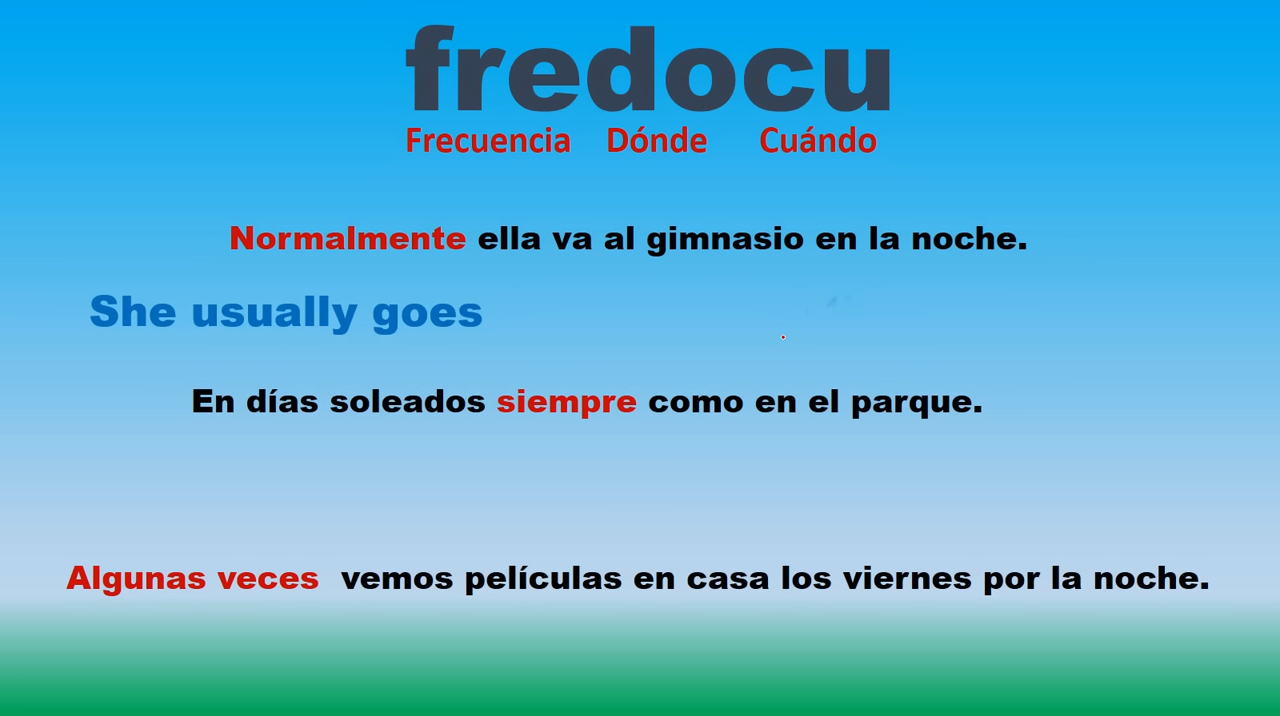 fredocu
Frecuencia Dónde Cuándo
Normalmente ella va al gimnasio en la noche.
She usually goes
En días soleados siempre como en el parque.
Algunas veces vemos películas en casa los viernes por la noche.